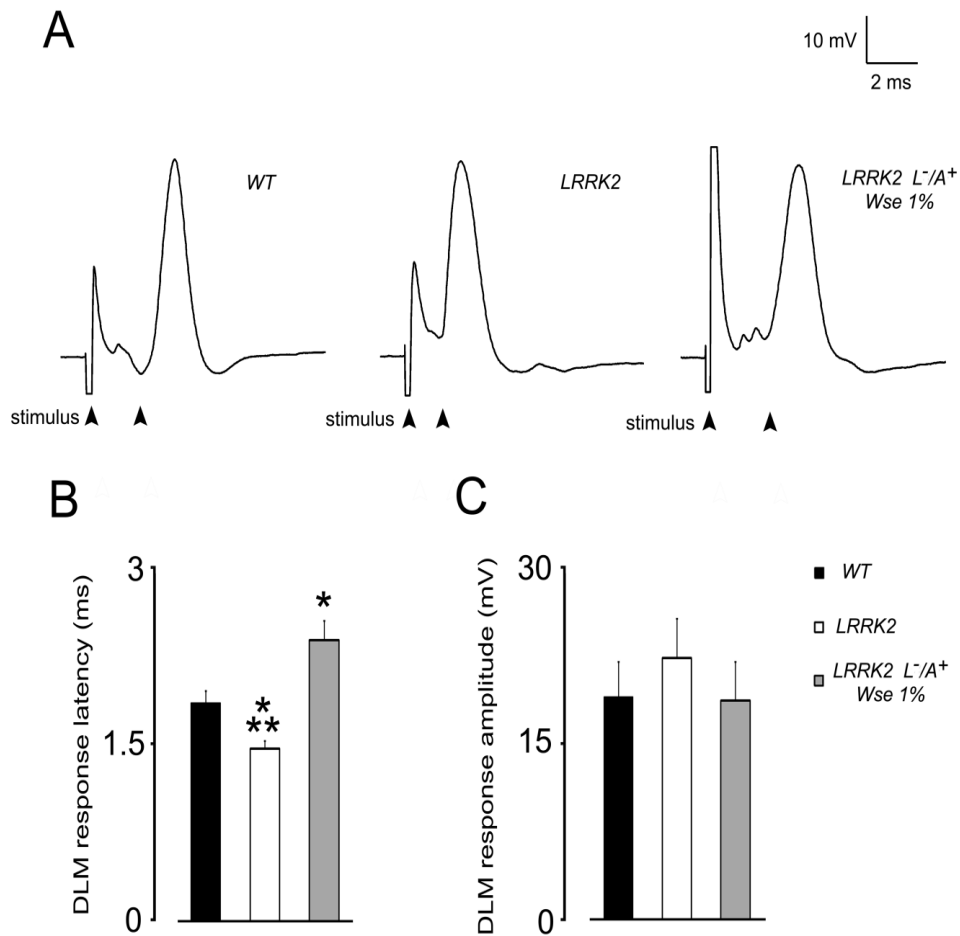 A
10 mV
2 ms
WT
LRRK2
LRRK2 L-/A+
Wse 1%
stimulus
stimulus
stimulus
B
DLM response latency (ms)
3
1.5
0
*
**
*
C
DLM response amplitude (mV)
30
15
0
WT
LRRK2
LRRK2 L-/A+
Wse 1%